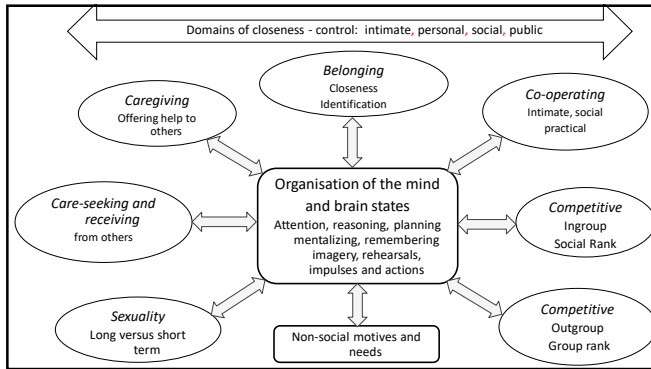 Domains of closeness - control: intimate, personal, social, public
Belonging
Closeness
Identification
Caregiving
Offering help to
others
Co-operating
Intimate, social
practical
Organisation of the mind
and brain states
Attention, reasoning, planning
mentalizing, remembering
imagery, rehearsals,
impulses and actions
Care-seeking and
receiving
from others
Competitive
Ingroup
Social Rank
Sexuality
Long versus short
term
Non-social motives and
needs
Competitive
Outgroup
Group rank